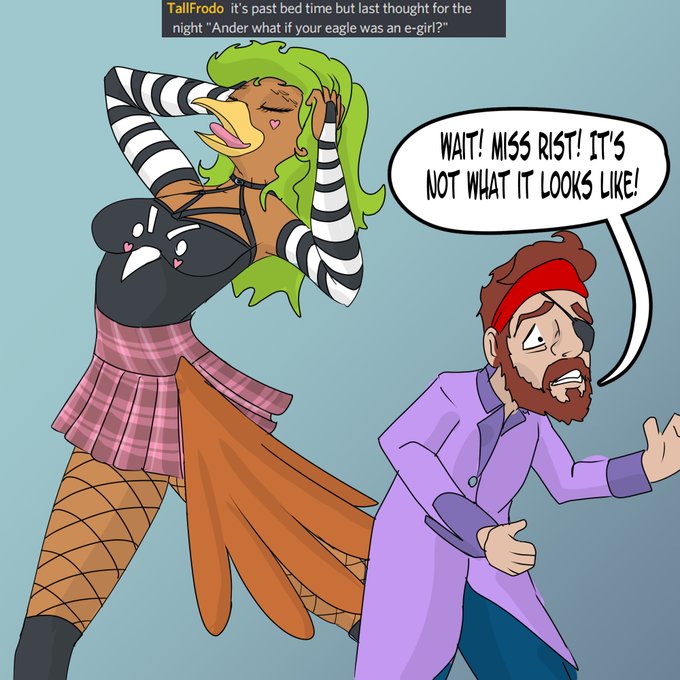 TallFrodo it's past bed time but last thought for the
night "Ander what if your eagle was an e-girl?"
WAIT! MISS RIST! IT'S
NOT WHAT IT LOOKS LIKE!